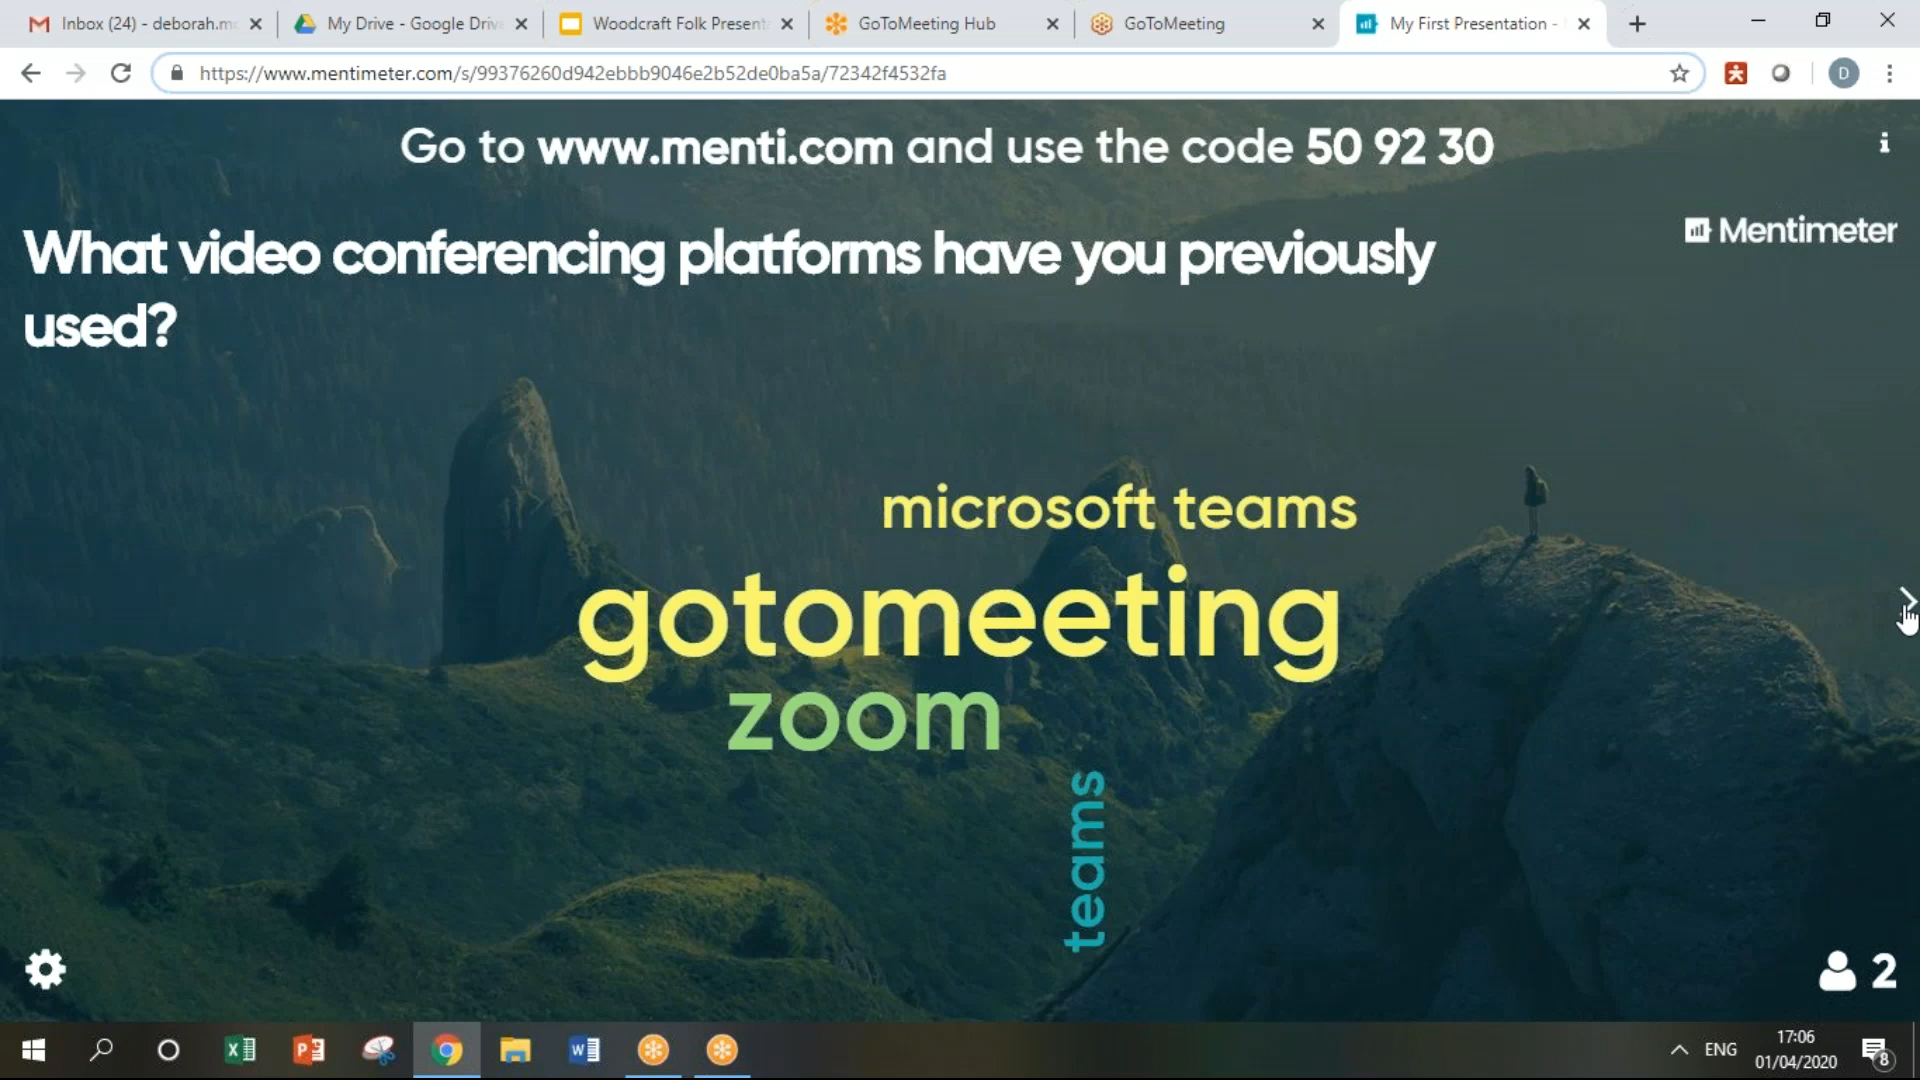 Inbox (24) - deborah.m
My Drive - Google Driv
Woodcraft Folk Present
GoToMeeting Hub
GoToMeeting
My First Presentation -
https://www.mentimeter.com/s/99376260d942ebbb9046e2b52de0ba5a/72342f4532fa
D
Go to www.menti.com and use the code 50 92 30
Mentimeter
What video conferencing platforms have you previously
used?
microsoft teams
gotomeeting
zoom
teams
2
ENG
17:06
01/04/2020
8